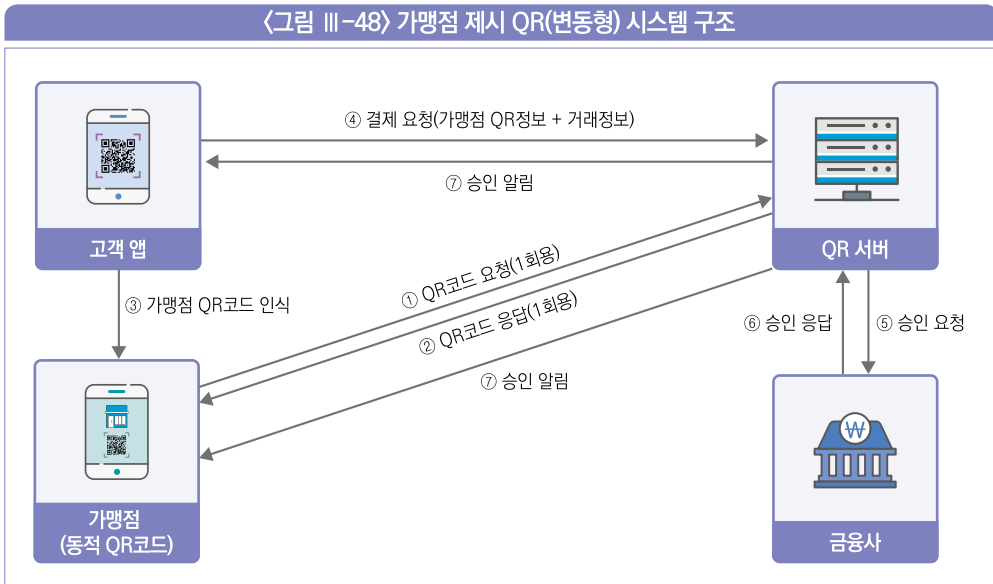 〈그림 Ⅲ-48〉 가맹점 제시 QR(변동형) 시스템 구조
④ 결제 요청(가맹점 QR정보 + 거래정보)
⑦ 승인 알림
고객 앱
QR 서버
① QR코드 요청(1회용)
② QR코드 응답(1회용)
③ 가맹점 QR코드 인식
⑥ 승인 응답
⑤ 승인 요청
⑦ 승인 알림
가맹점
(동적 QR코드)
금융사